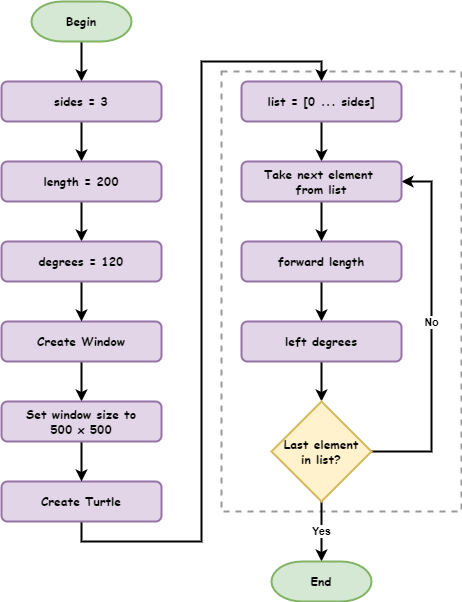 Begin
sides = 3
length = 200
degrees = 120
Create Window
Set window size to
500 x 500
Create Turtle
list = [0 ... sides]
Take next element
from list
forward length
left degrees
Last element
in list?
No
Yes
End